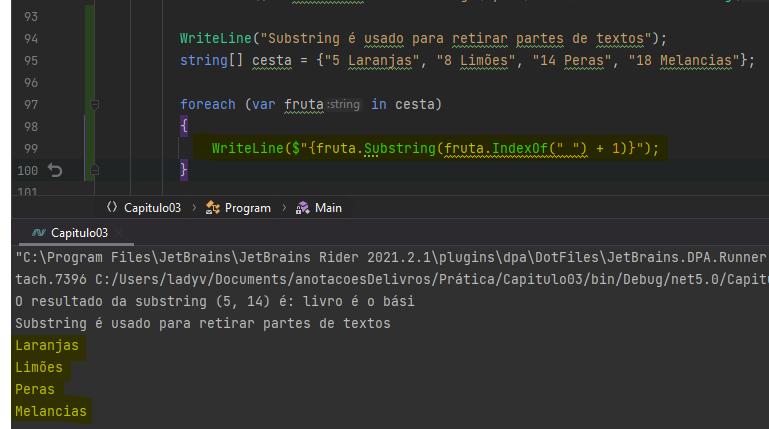 93
94 WriteLine("Substring é usado para retirar partes de textos");
95 string[] cesta = {"5 Laranjas", "8 Limões", "14 Peras", "18 Melancias"};
96
97 foreach (var fruta :string in cesta)
98 {
99 WriteLine($"{fruta.Substring(fruta.IndexOf(" ") + 1)}");
100 }
101
Capitulo03 > Program > Main
Capitulo03 ×
"C:\Program Files\JetBrains\JetBrains Rider 2021.2.1\plugins\dpa\DotFiles\JetBrains.DPA.Runner
tach.7396 C:/Users/ladyv/Documents/anotacoesDelivros/Prática/Capitulo03/bin/Debug/net5.0/Capit
O resultado da substring (5, 14) é: livro é o bási
Substring é usado para retirar partes de textos
Laranjas
Limões
Peras
Melancias